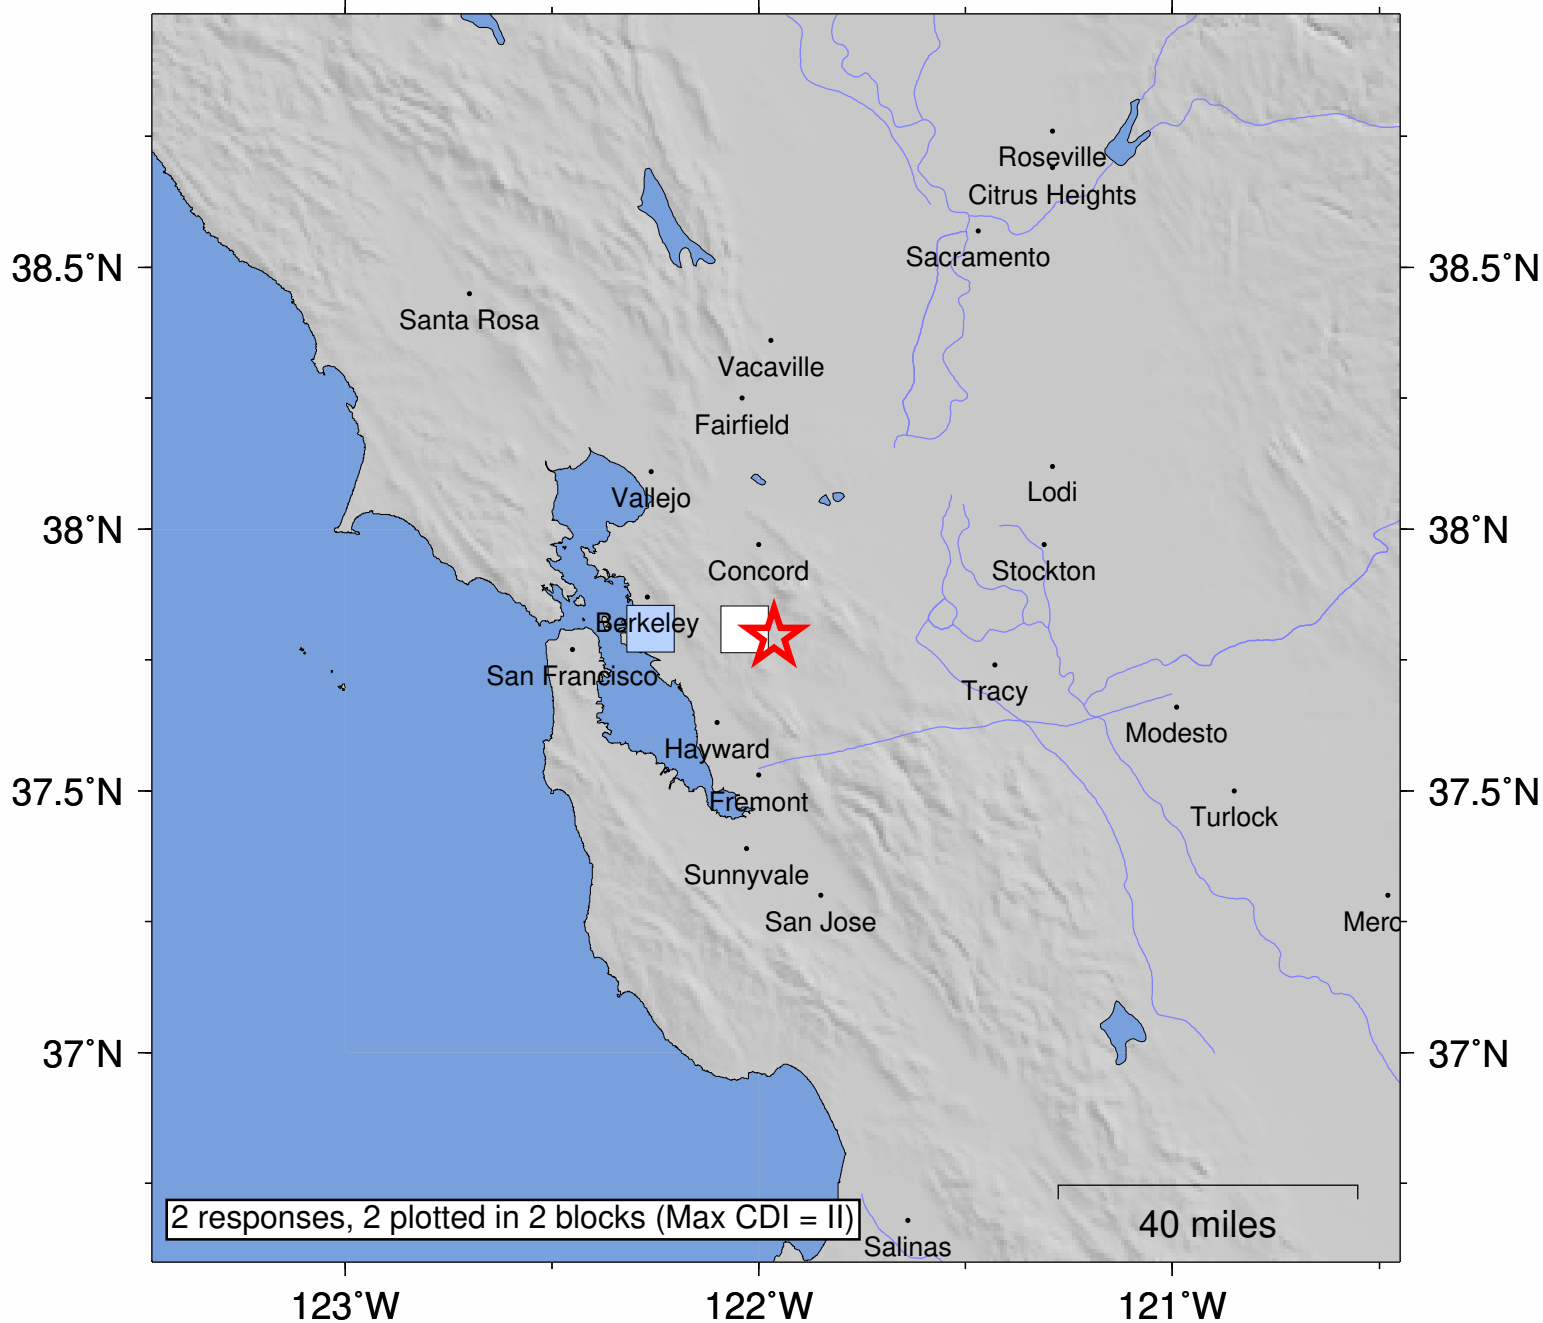 Roseville
Citrus Heights
Sacramento
38.5°N
38.5°N
Santa Rosa
Vacaville
Fairfield
Vallejo
Lodi
38°N
38°N
Concord
Stockton
Berkeley
San Francisco
Tracy
Modesto
Hayward
37.5°N
37.5°N
Fremont
Turlock
Sunnyvale
San Jose
Merc
37°N
37°N
2 responses, 2 plotted in 2 blocks (Max CDI = II)
40 miles
Salinas
123°W
122°W
121°W